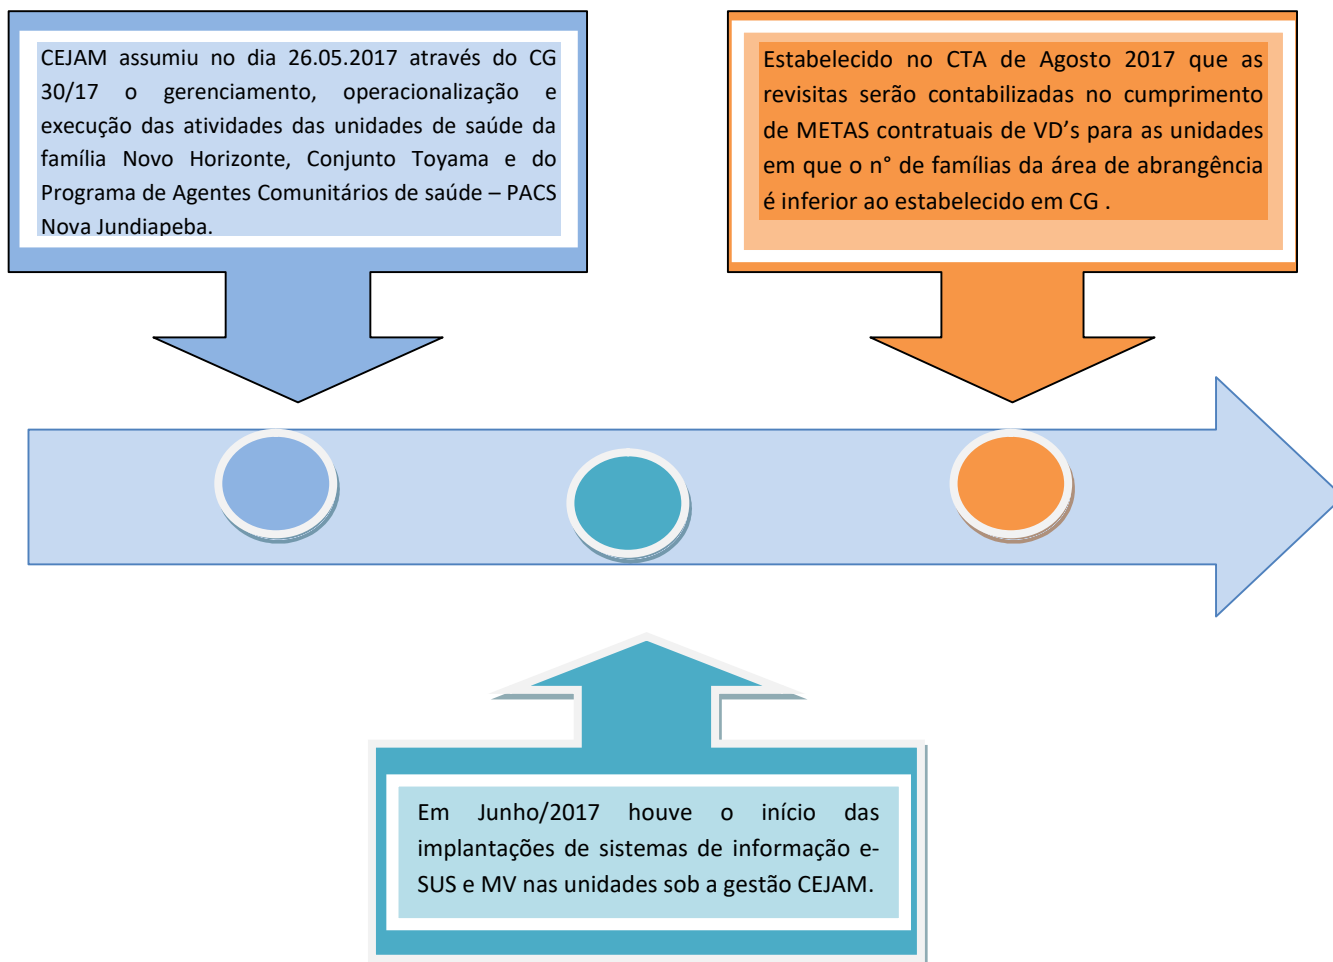 CEJAM assumiu no dia 26.05.2017 através do CG
30/17 o gerenciamento, operacionalização e
execução das atividades das unidades de saúde da
família Novo Horizonte, Conjunto Toyama e do
Programa de Agentes Comunitários de saúde – PACS
Nova Jundiapeba.
Estabelecido no CTA de Agosto 2017 que as
revisitas serão contabilizadas no cumprimento
de METAS contratuais de VD’s para as unidades
em que o n° de famílias da área de abrangência
é inferior ao estabelecido em CG .
Em Junho/2017 houve o início das
implantações de sistemas de informação e-
SUS e MV nas unidades sob a gestão CEJAM.